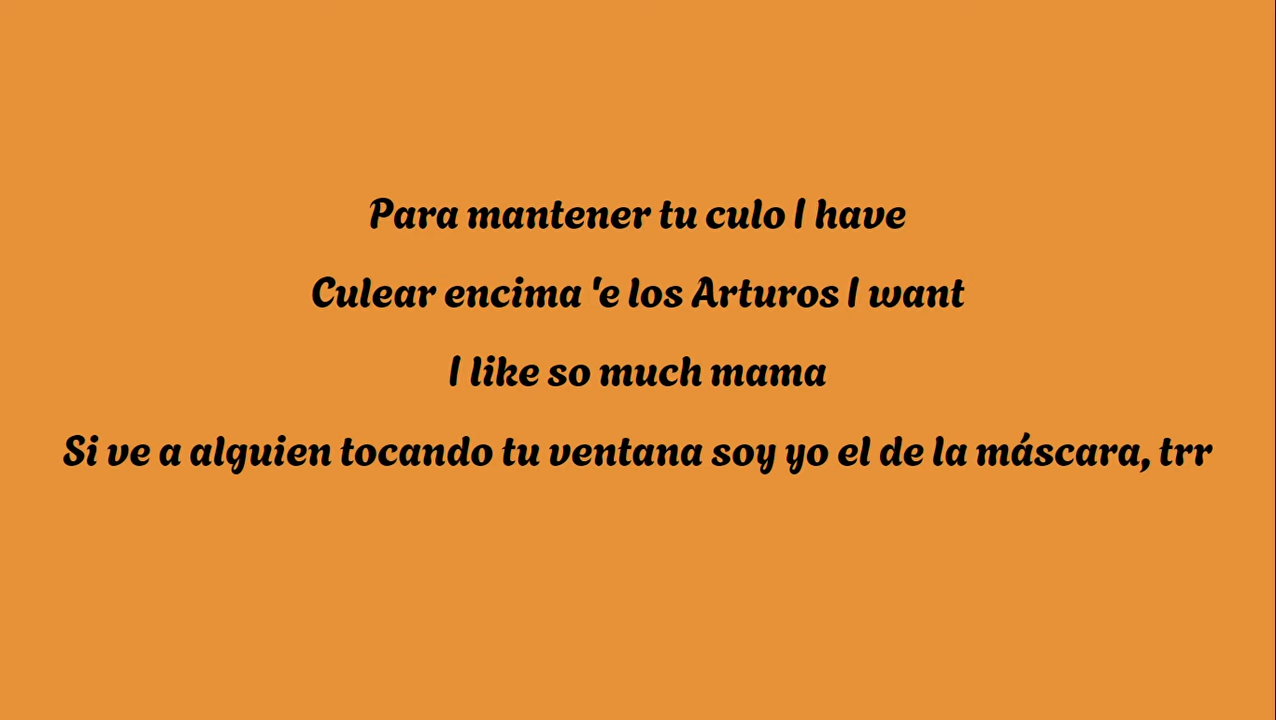 Para mantener tu culo I have
Culear encima 'e los Arturos I want
I like so much mama
Si ve a alguien tocando tu ventana soy yo el de la máscara, trr